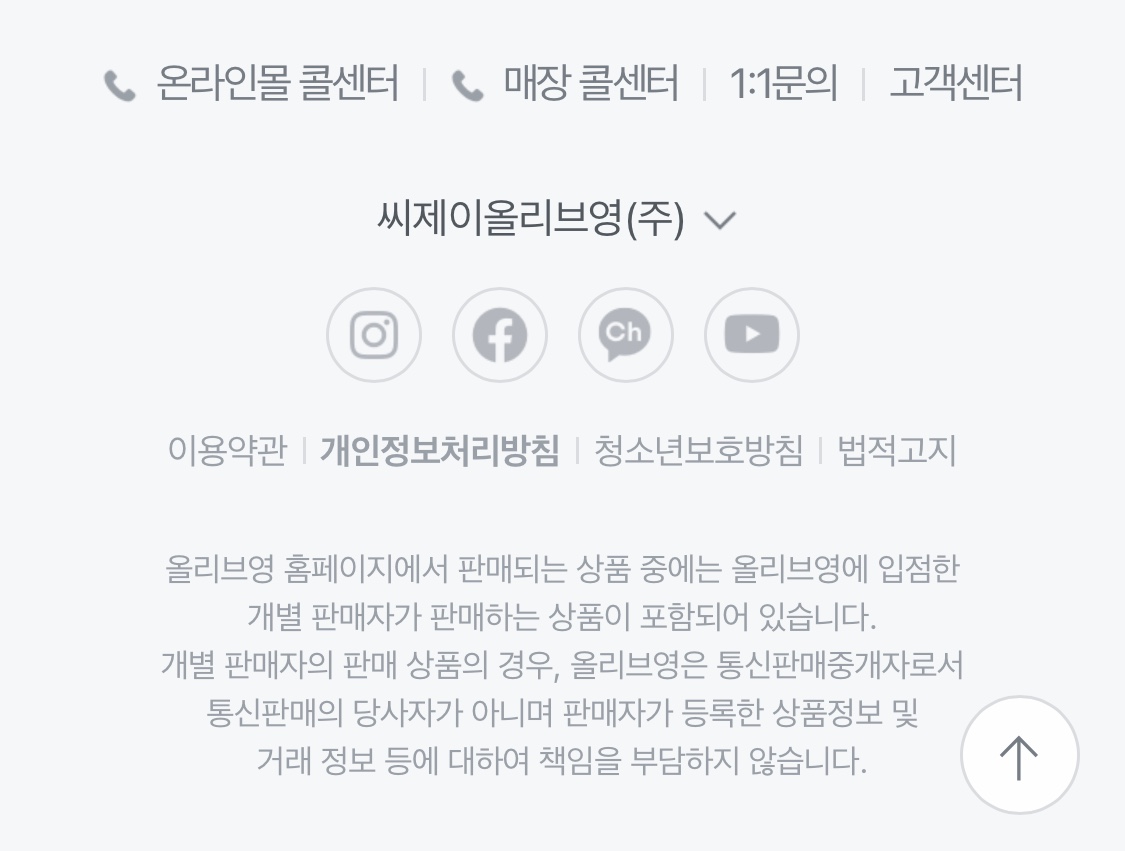 온라인몰 콜센터 | 매장 콜센터 | 1:1문의 | 고객센터
씨제이올리브영(주)
Ch
이용약관 | 개인정보처리방침 | 청소년보호방침 | 법적고지
올리브영 홈페이지에서 판매되는 상품 중에는 올리브영에 입점한
개별 판매자가 판매하는 상품이 포함되어 있습니다.
개별 판매자의 판매 상품의 경우, 올리브영은 통신판매중개자로서
통신판매의 당사자가 아니며 판매자가 등록한 상품정보 및
거래 정보 등에 대하여 책임을 부담하지 않습니다.